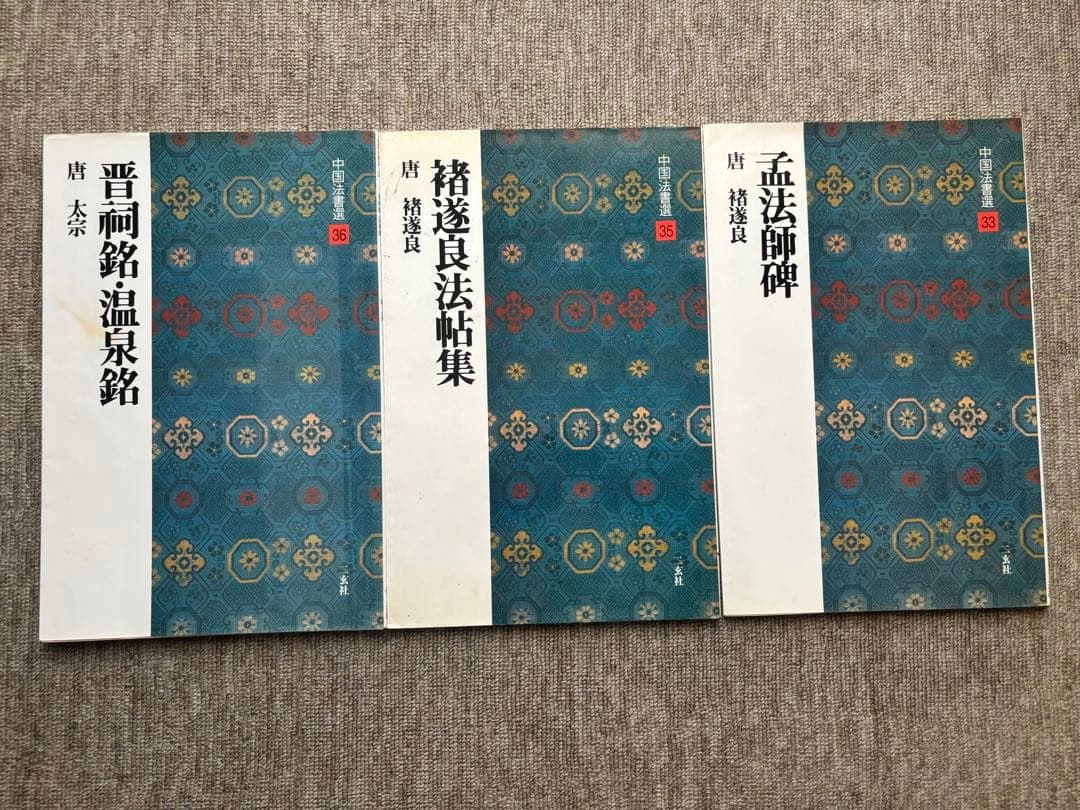 晋祠銘・温泉銘
唐 太宗
中国法書選
36
二玄社
褚遂良法帖集
唐 褚遂良
中国法書選
35
二玄社
孟法師碑
唐 褚遂良
中国法書選
33
二玄社